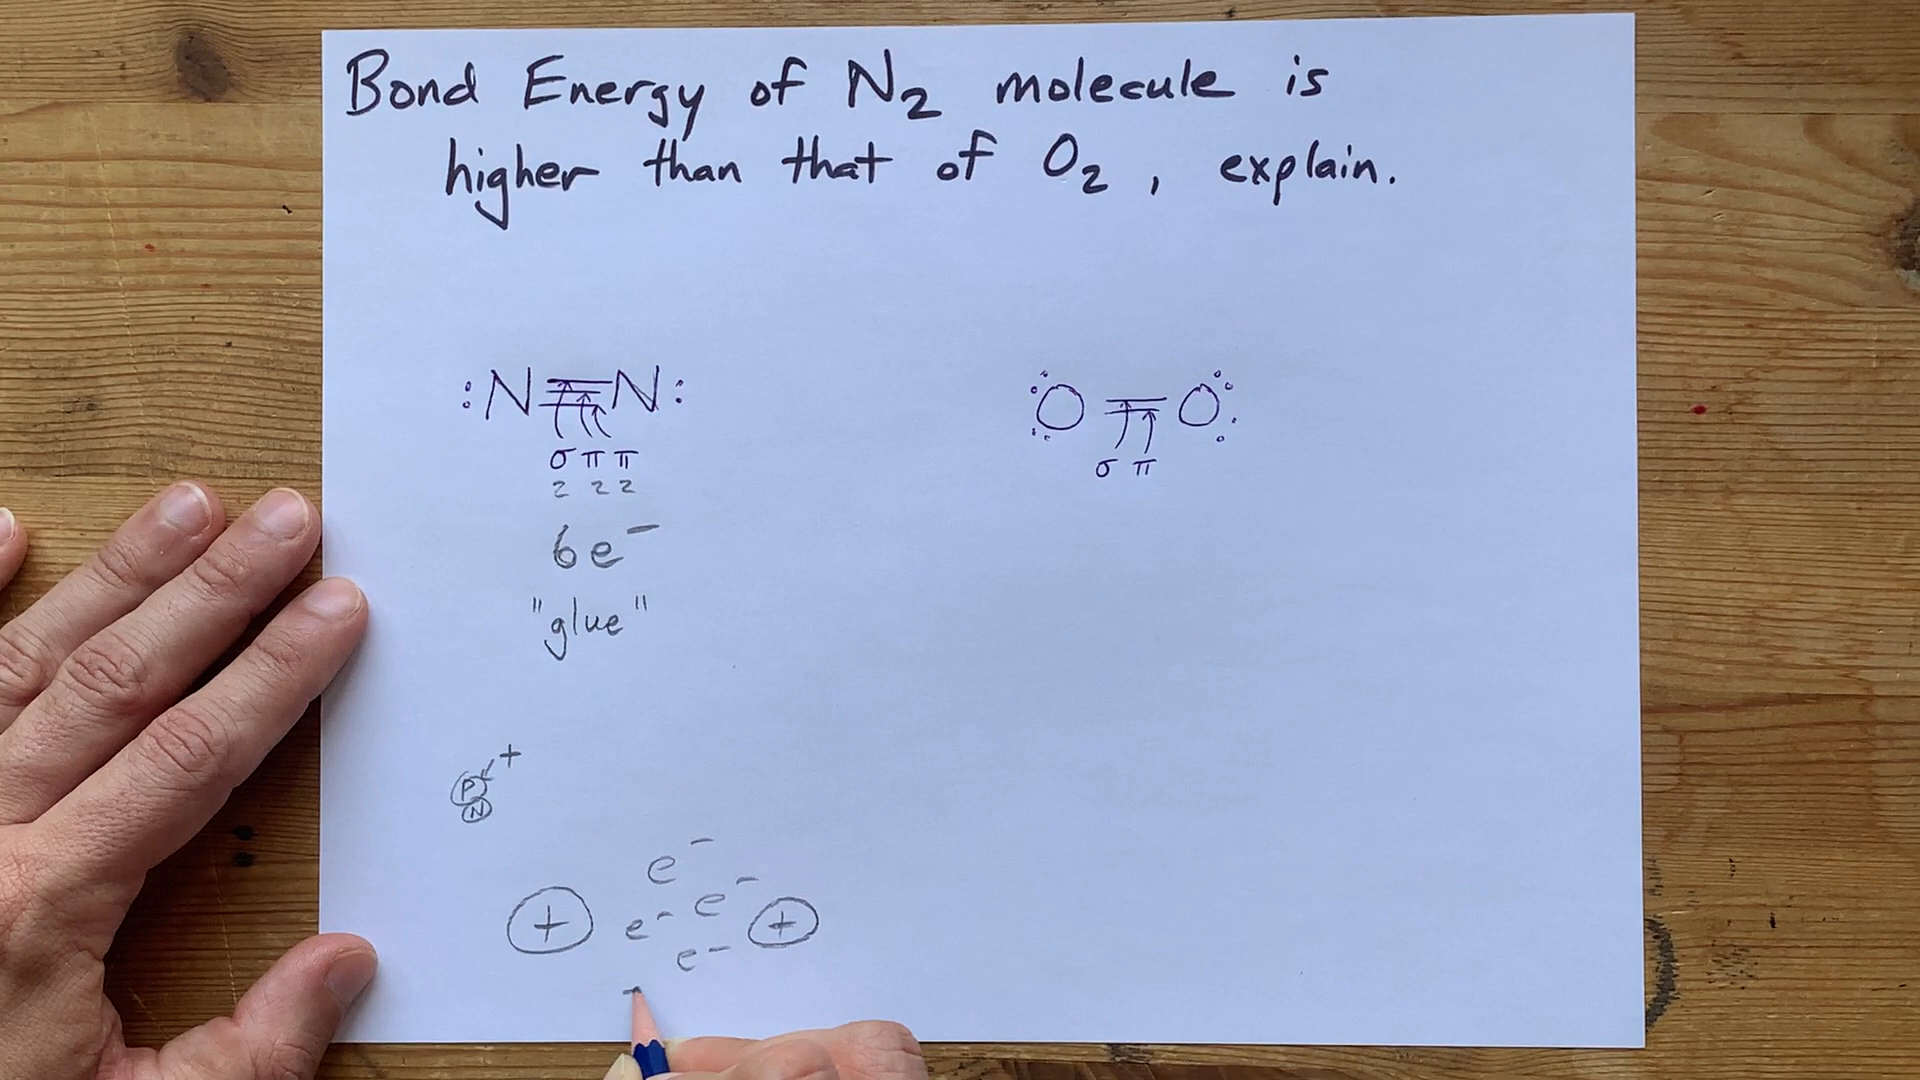 Bond Energy of N₂ molecule is
higher than that of O₂, explain.
:N≡N:
σ π π
2 2 2
6e⁻
"glue"
O=O
σ π
+
P
N
e⁻
e⁻
+ e⁻ +
e⁻